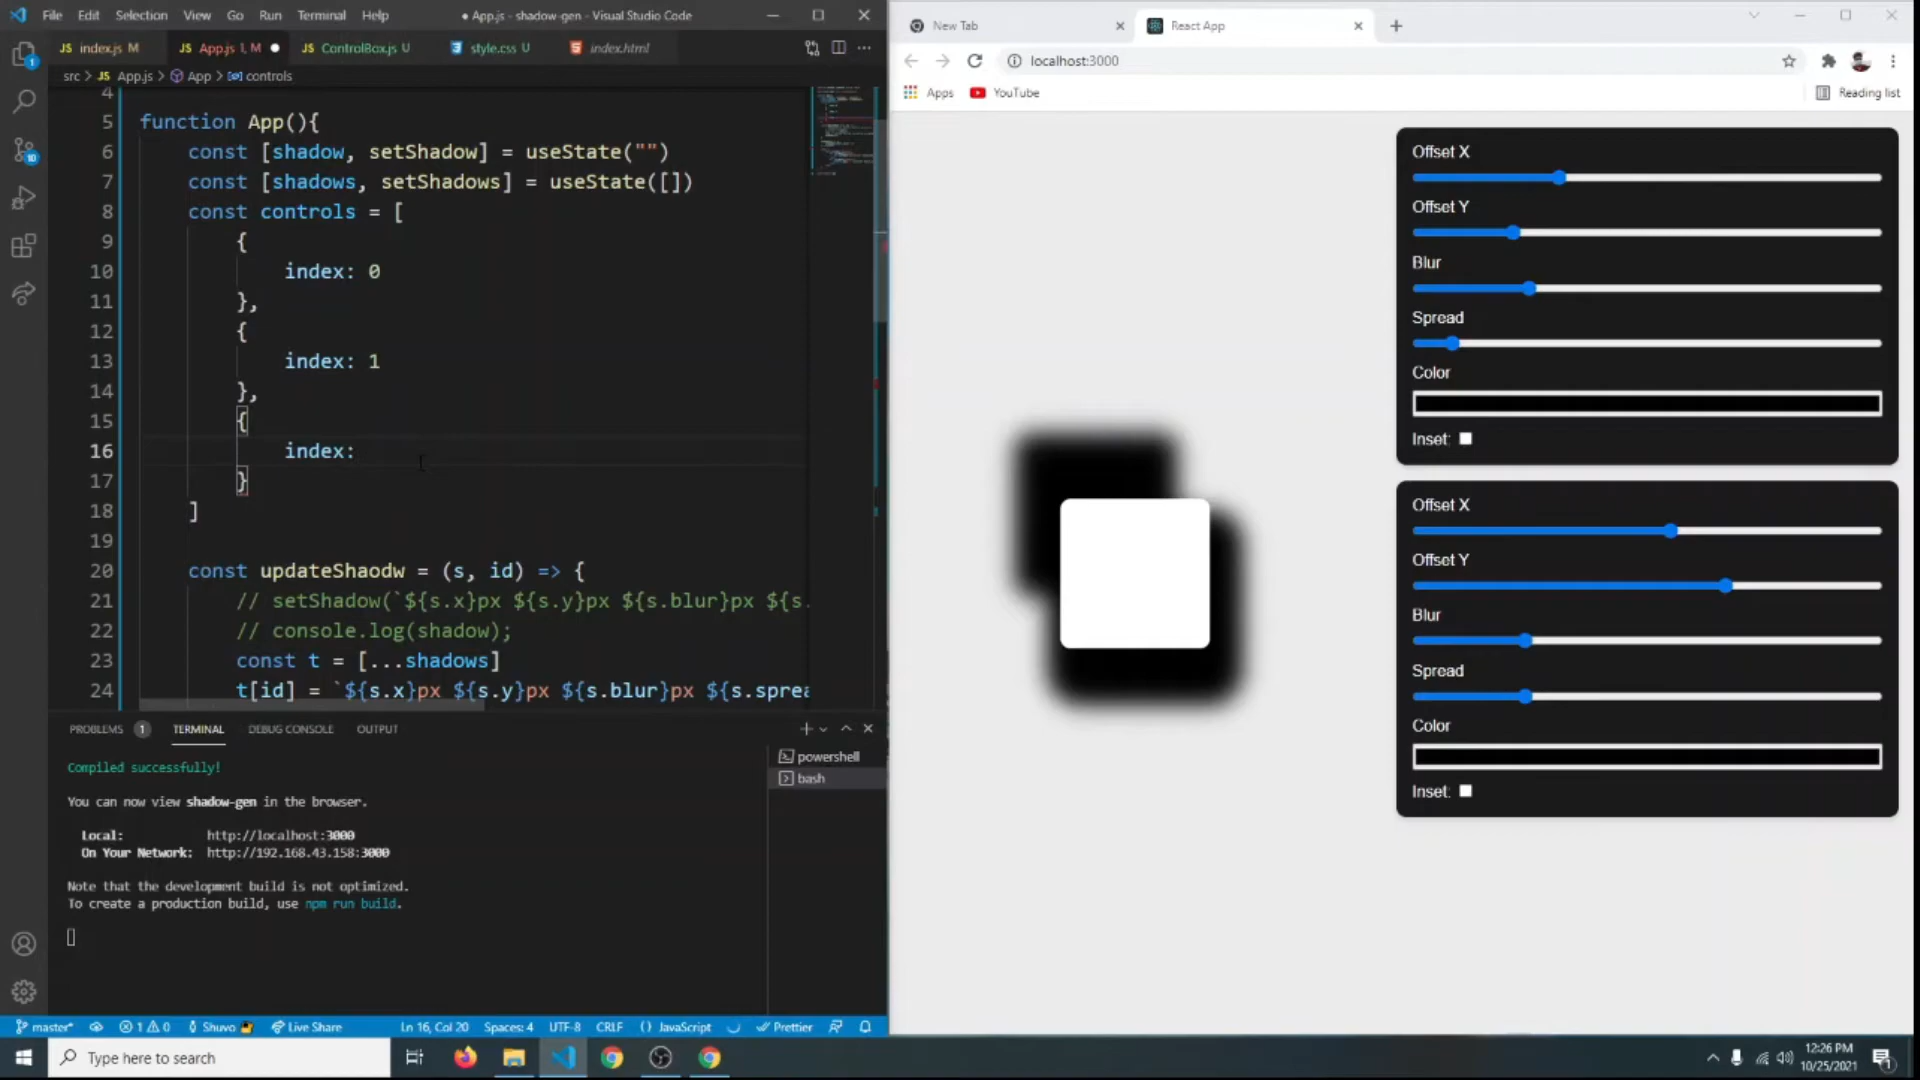 File Edit Selection View Go Run Terminal Help ● App.js - shadow-gen - Visual Studio Code
JS index.js M JS App.js 1, M ● JS ControlBox.js U style.css U index.html
src > JS App.js > App > controls
4
5 function App(){
6 const [shadow, setShadow] = useState("")
7 const [shadows, setShadows] = useState([])
8 const controls = [
9 {
10 index: 0
11 },
12 {
13 index: 1
14 },
15 {
16 index:
17 }
18 ]
19
20 const updateShaodw = (s, id) => {
21 // setShadow(`${s.x}px ${s.y}px ${s.blur}px ${s.
22 // console.log(shadow);
23 const t = [...shadows]
24 t[id] = `${s.x}px ${s.y}px ${s.blur}px ${s.sprea
PROBLEMS 1 TERMINAL DEBUG CONSOLE OUTPUT
powershell
bash
Compiled successfully!
You can now view shadow-gen in the browser.
Local: http://localhost:3000
On Your Network: http://192.168.43.158:3000
Note that the development build is not optimized.
To create a production build, use npm run build.
master* 1 0 Shuvo Live Share Ln 16, Col 20 Spaces: 4 UTF-8 CRLF {} JavaScript Prettier
New Tab React App
localhost:3000
Apps YouTube Reading list
Offset X
Offset Y
Blur
Spread
Color
Inset:
Offset X
Offset Y
Blur
Spread
Color
Inset:
1
10
Type here to search
12:26 PM
10/25/2021
1